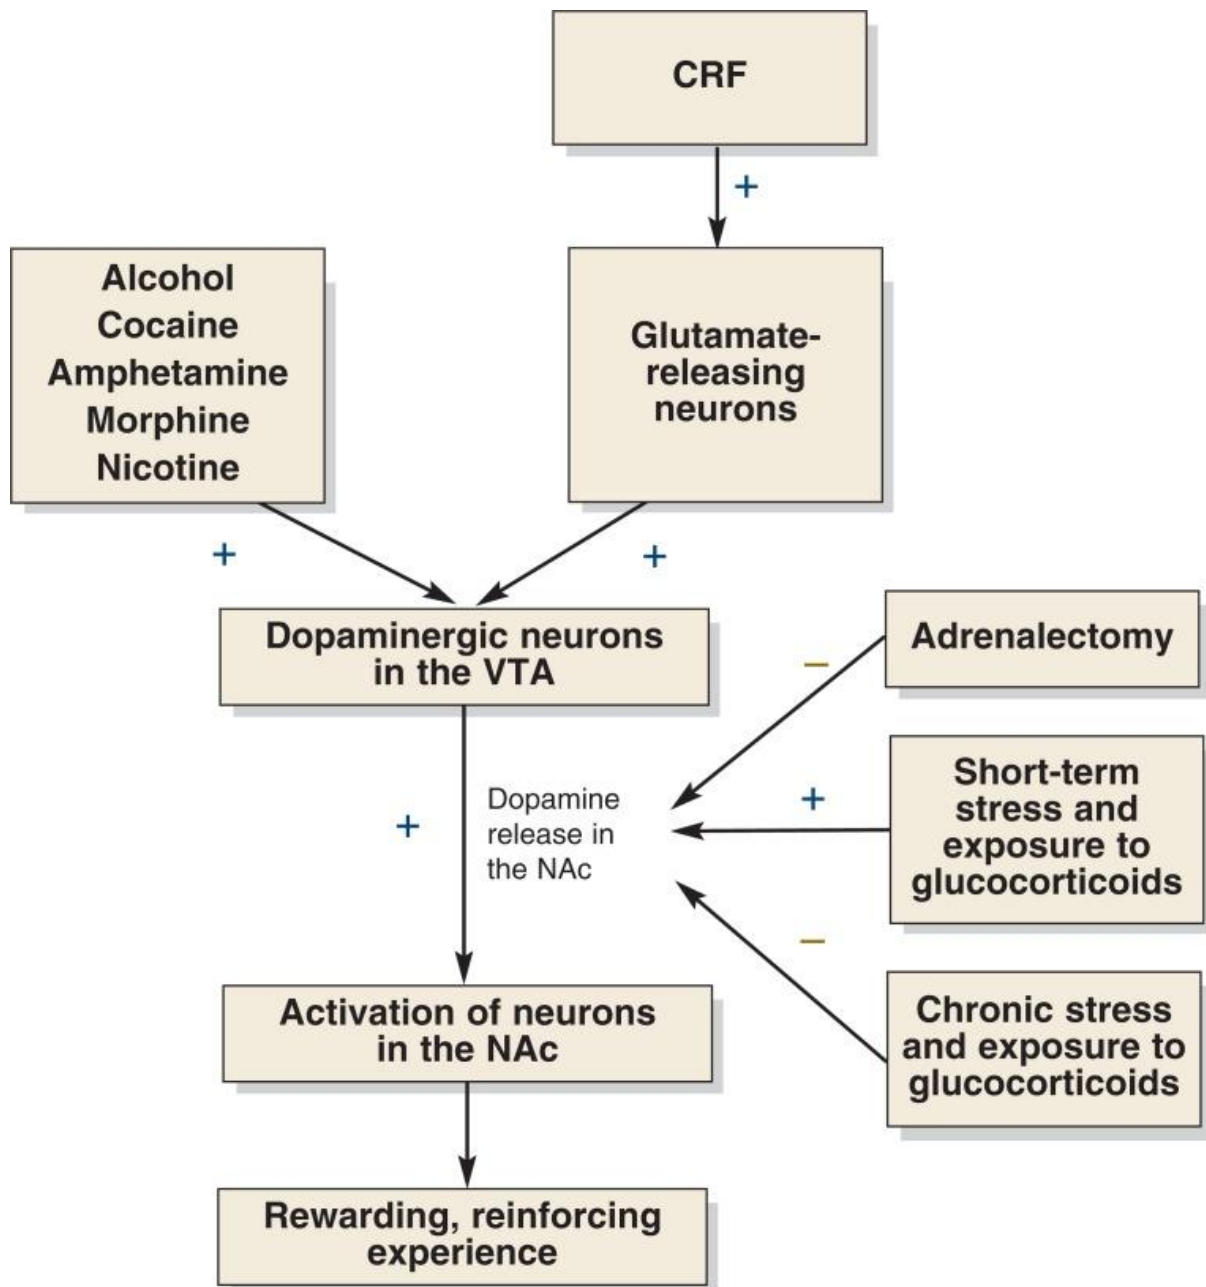 CRF
+
Alcohol
Cocaine
Amphetamine
Morphine
Nicotine
Glutamate-
releasing
neurons
+
+
Dopaminergic neurons
in the VTA
Adrenalectomy
–
Short-term
stress and
exposure to
glucocorticoids
+
+
Dopamine
release in
the NAc
–
Chronic stress
and exposure to
glucocorticoids
Activation of neurons
in the NAc
Rewarding, reinforcing
experience